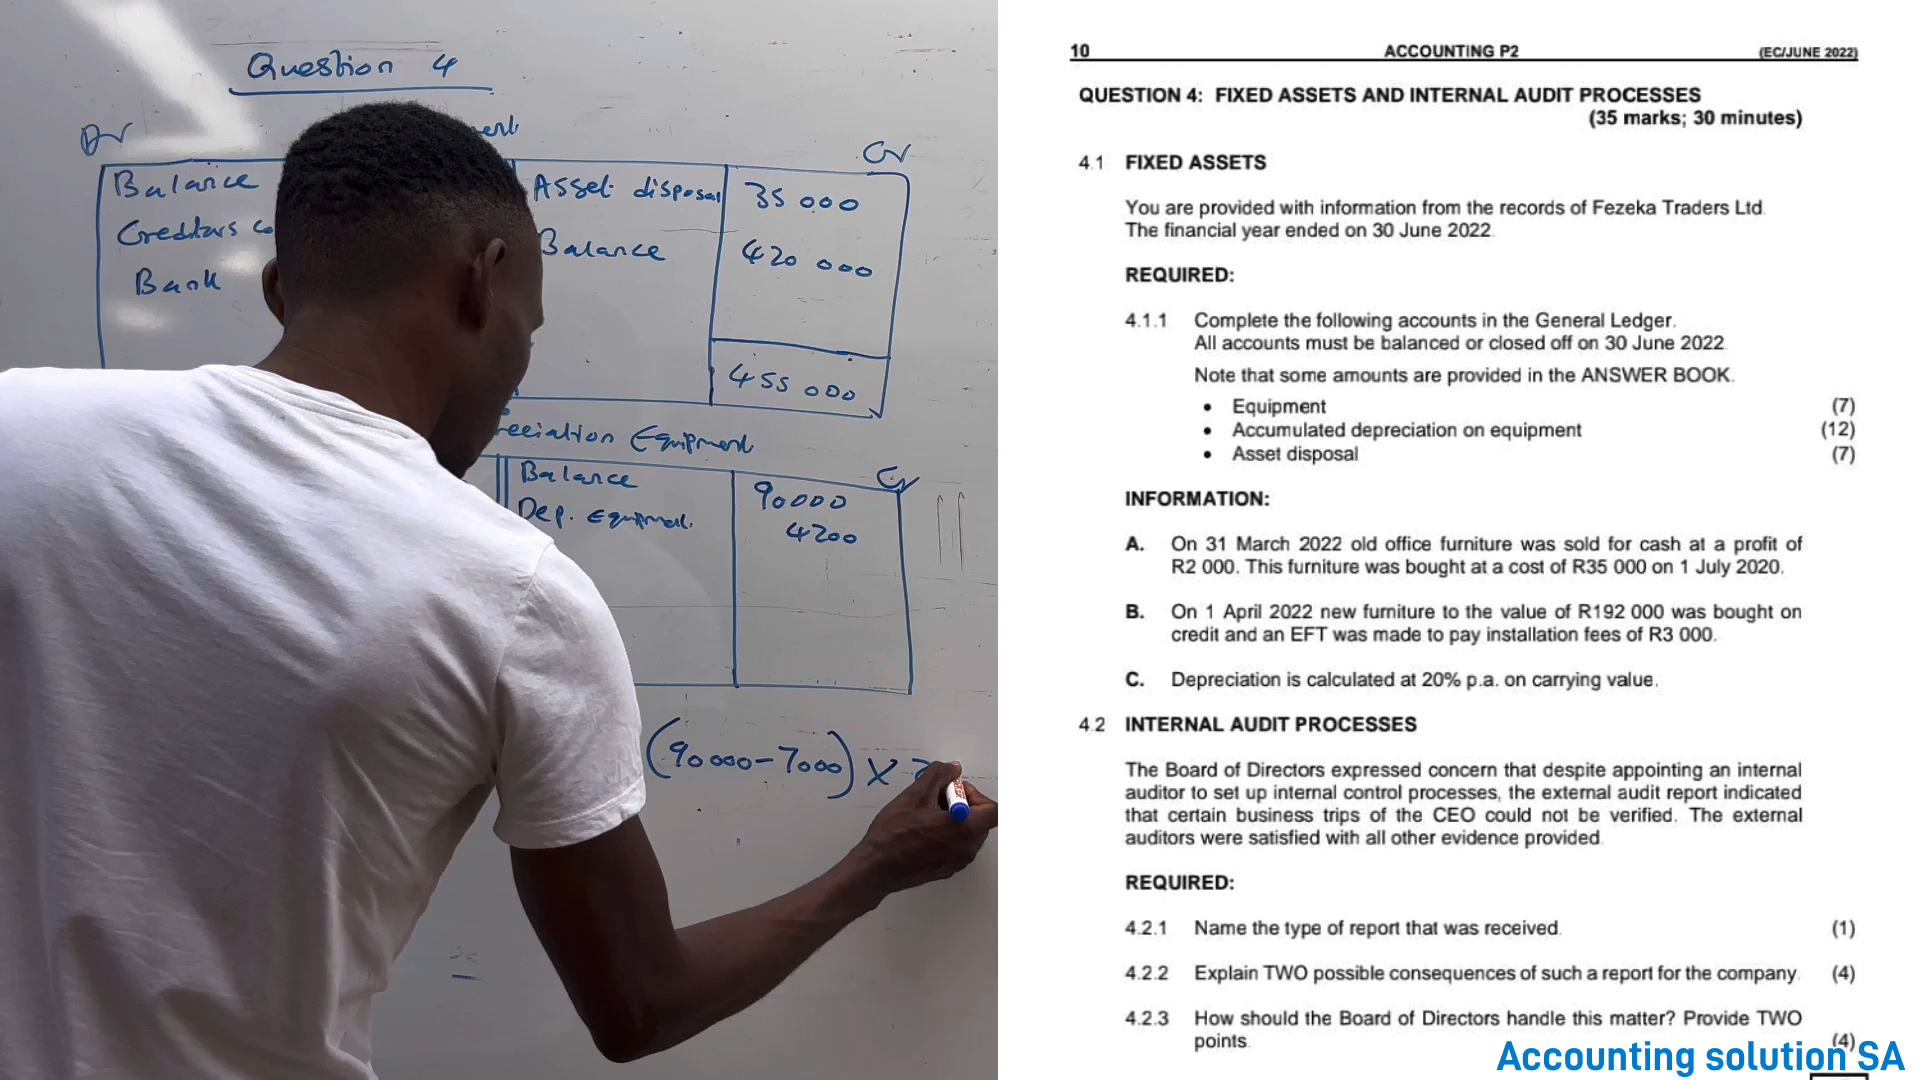 Question 4
Dr
Cr
Balance
Creditors co
Bank
Asset disposal 35 000
Balance 420 000
455 000
reciation Equipment
Cr
Balance 90000
Dep. Equipment. 4200
(90000-7000) X
10 ACCOUNTING P2 (EC/JUNE 2022)
QUESTION 4: FIXED ASSETS AND INTERNAL AUDIT PROCESSES
(35 marks; 30 minutes)
4.1 FIXED ASSETS
You are provided with information from the records of Fezeka Traders Ltd.
The financial year ended on 30 June 2022.
REQUIRED:
4.1.1 Complete the following accounts in the General Ledger.
All accounts must be balanced or closed off on 30 June 2022
Note that some amounts are provided in the ANSWER BOOK.
• Equipment (7)
• Accumulated depreciation on equipment (12)
• Asset disposal (7)
INFORMATION:
A. On 31 March 2022 old office furniture was sold for cash at a profit of
R2 000. This furniture was bought at a cost of R35 000 on 1 July 2020.
B. On 1 April 2022 new furniture to the value of R192 000 was bought on
credit and an EFT was made to pay installation fees of R3 000.
C. Depreciation is calculated at 20% p.a. on carrying value.
4.2 INTERNAL AUDIT PROCESSES
The Board of Directors expressed concern that despite appointing an internal
auditor to set up internal control processes, the external audit report indicated
that certain business trips of the CEO could not be verified. The external
auditors were satisfied with all other evidence provided.
REQUIRED:
4.2.1 Name the type of report that was received. (1)
4.2.2 Explain TWO possible consequences of such a report for the company. (4)
4.2.3 How should the Board of Directors handle this matter? Provide TWO
points. (4)
Accounting solution SA